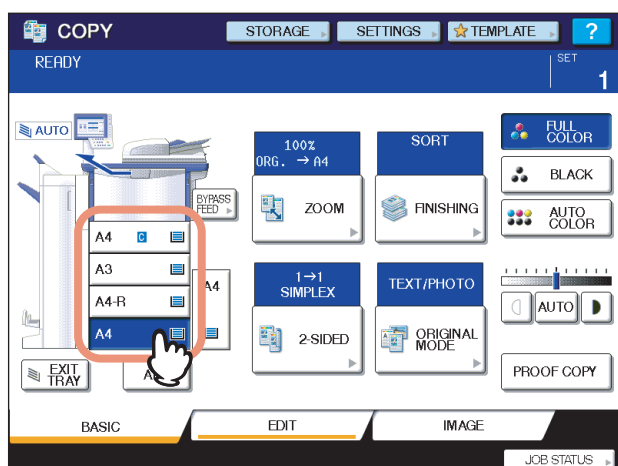 COPY
STORAGE
SETTINGS
TEMPLATE
?
READY
SET
1
AUTO
100%
ORG. → A4
ZOOM
SORT
FINISHING
FULL
COLOR
BLACK
AUTO
COLOR
BYPASS
FEED
A4 C
A3
A4-R
A4
A4
1→1
SIMPLEX
2-SIDED
TEXT/PHOTO
ORIGINAL
MODE
AUTO
EXIT
TRAY
PROOF COPY
BASIC
EDIT
IMAGE
JOB STATUS